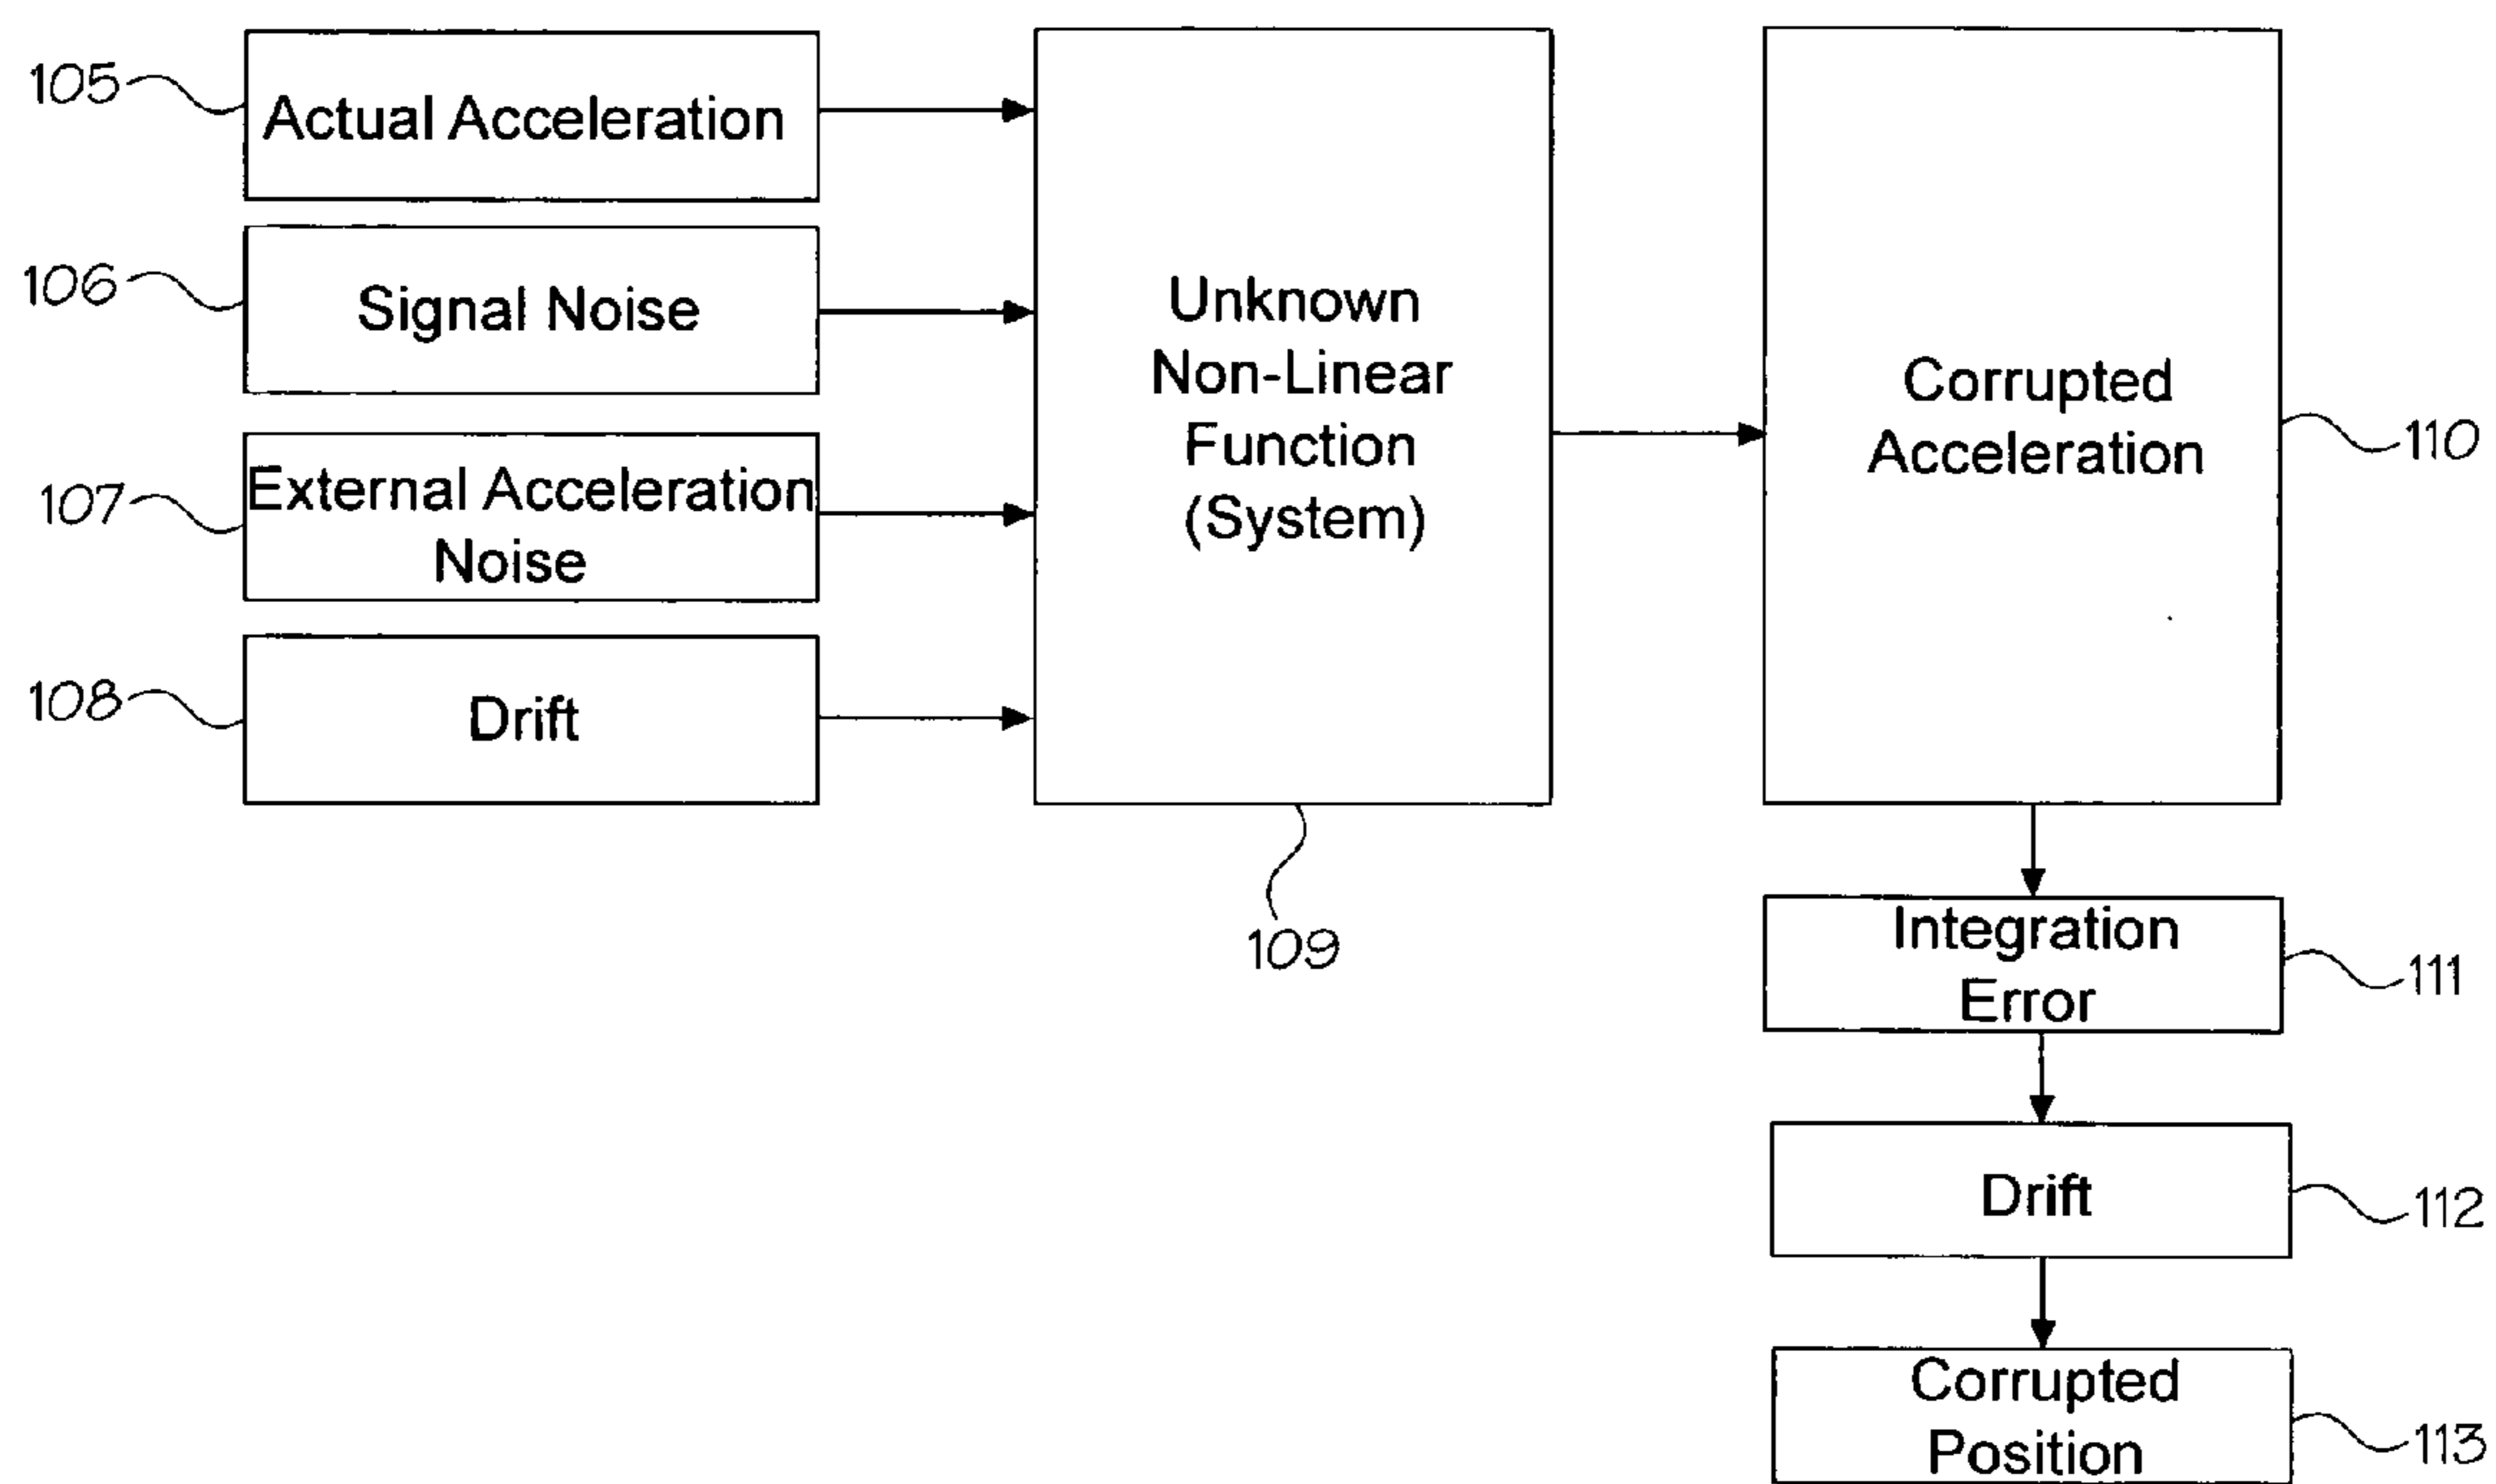 105
Actual Acceleration
106
Signal Noise
107
External Acceleration
Noise
108
Drift
Unknown
Non-Linear
Function
(System)
109
Corrupted
Acceleration
110
Integration
Error
111
Drift
112
Corrupted
Position
113